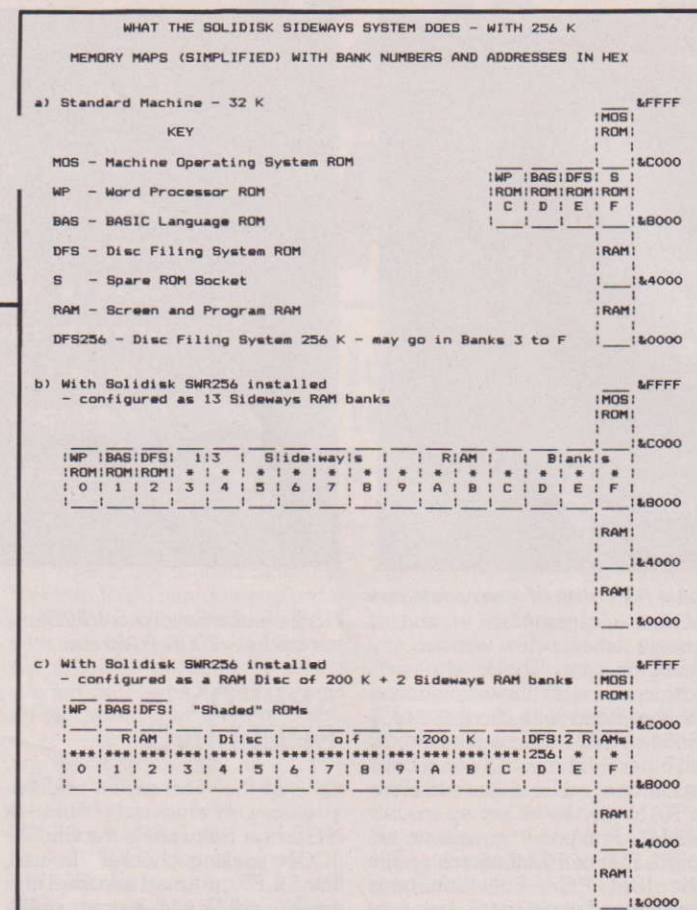 WHAT THE SOLIDISK SIDEWAYS SYSTEM DOES - WITH 256 K
MEMORY MAPS (SIMPLIFIED) WITH BANK NUMBERS AND ADDRESSES IN HEX
a) Standard Machine - 32 K &FFFF
MOS
KEY ROM
MOS - Machine Operating System ROM &C000
WP BAS DFS S
WP - Word Processor ROM ROM ROM ROM ROM
C D E F
BAS - BASIC Language ROM &8000
DFS - Disc Filing System ROM RAM
S - Spare ROM Socket &4000
RAM - Screen and Program RAM RAM
DFS256 - Disc Filing System 256 K - may go in Banks 3 to F &0000
b) With Solidisk SWR256 installed &FFFF
- configured as 13 Sideways RAM banks MOS
ROM
&C000
WP BAS DFS 1 3 S ide way s R AM B ank s
ROM ROM ROM * * * * * * * * * * * * *
0 1 2 3 4 5 6 7 8 9 A B C D E F
&8000
RAM
&4000
RAM
&0000
c) With Solidisk SWR256 installed &FFFF
- configured as a RAM Disc of 200 K + 2 Sideways RAM banks MOS
ROM
WP BAS DFS "Shaded" ROMs
&C000
R AM Di sc o f 200 K DFS 2 R AMs
*** *** *** *** *** *** *** *** *** *** *** *** *** 256 * *
0 1 2 3 4 5 6 7 8 9 A B C D E F
&8000
RAM
&4000
RAM
&0000